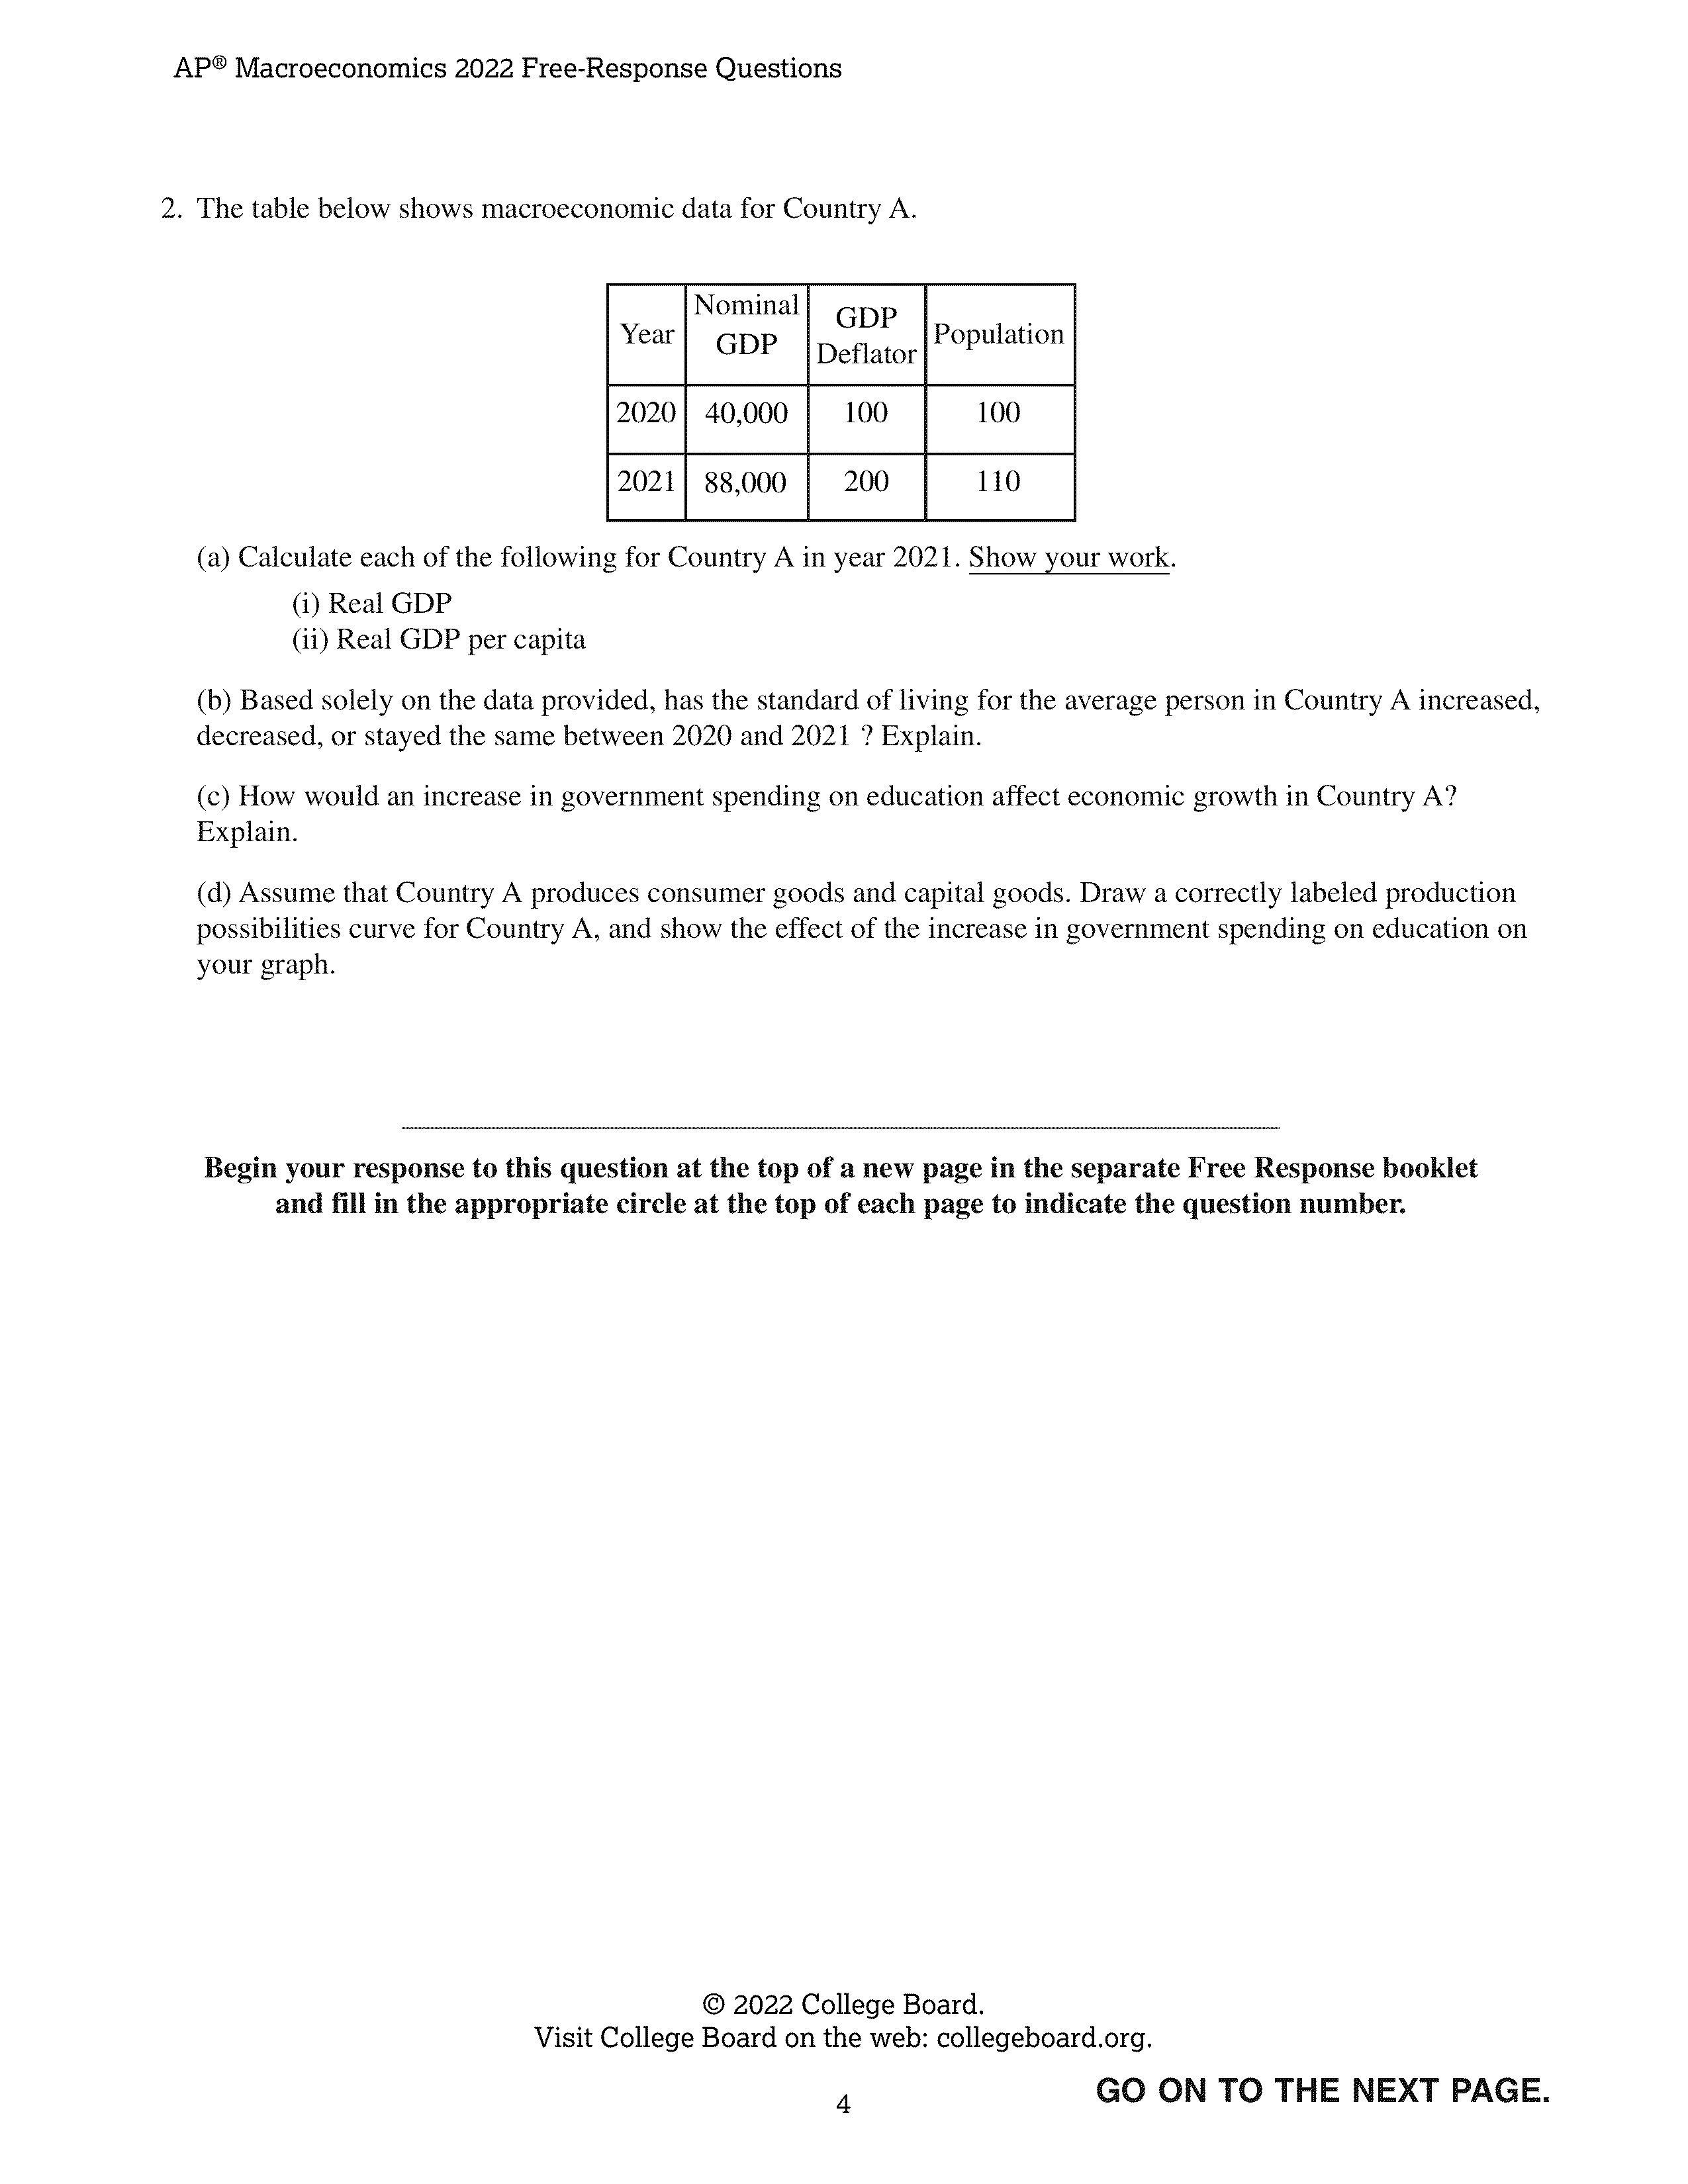 AP® Macroeconomics 2022 Free-Response Questions
2. The table below shows macroeconomic data for Country A.
Year Nominal GDP GDP Deflator Population
2020 40,000 100 100
2021 88,000 200 110
(a) Calculate each of the following for Country A in year 2021. Show your work.
(i) Real GDP
(ii) Real GDP per capita
(b) Based solely on the data provided, has the standard of living for the average person in Country A increased,
decreased, or stayed the same between 2020 and 2021 ? Explain.
(c) How would an increase in government spending on education affect economic growth in Country A?
Explain.
(d) Assume that Country A produces consumer goods and capital goods. Draw a correctly labeled production
possibilities curve for Country A, and show the effect of the increase in government spending on education on
your graph.
Begin your response to this question at the top of a new page in the separate Free Response booklet
and fill in the appropriate circle at the top of each page to indicate the question number.
© 2022 College Board.
Visit College Board on the web: collegeboard.org.
GO ON TO THE NEXT PAGE.
4